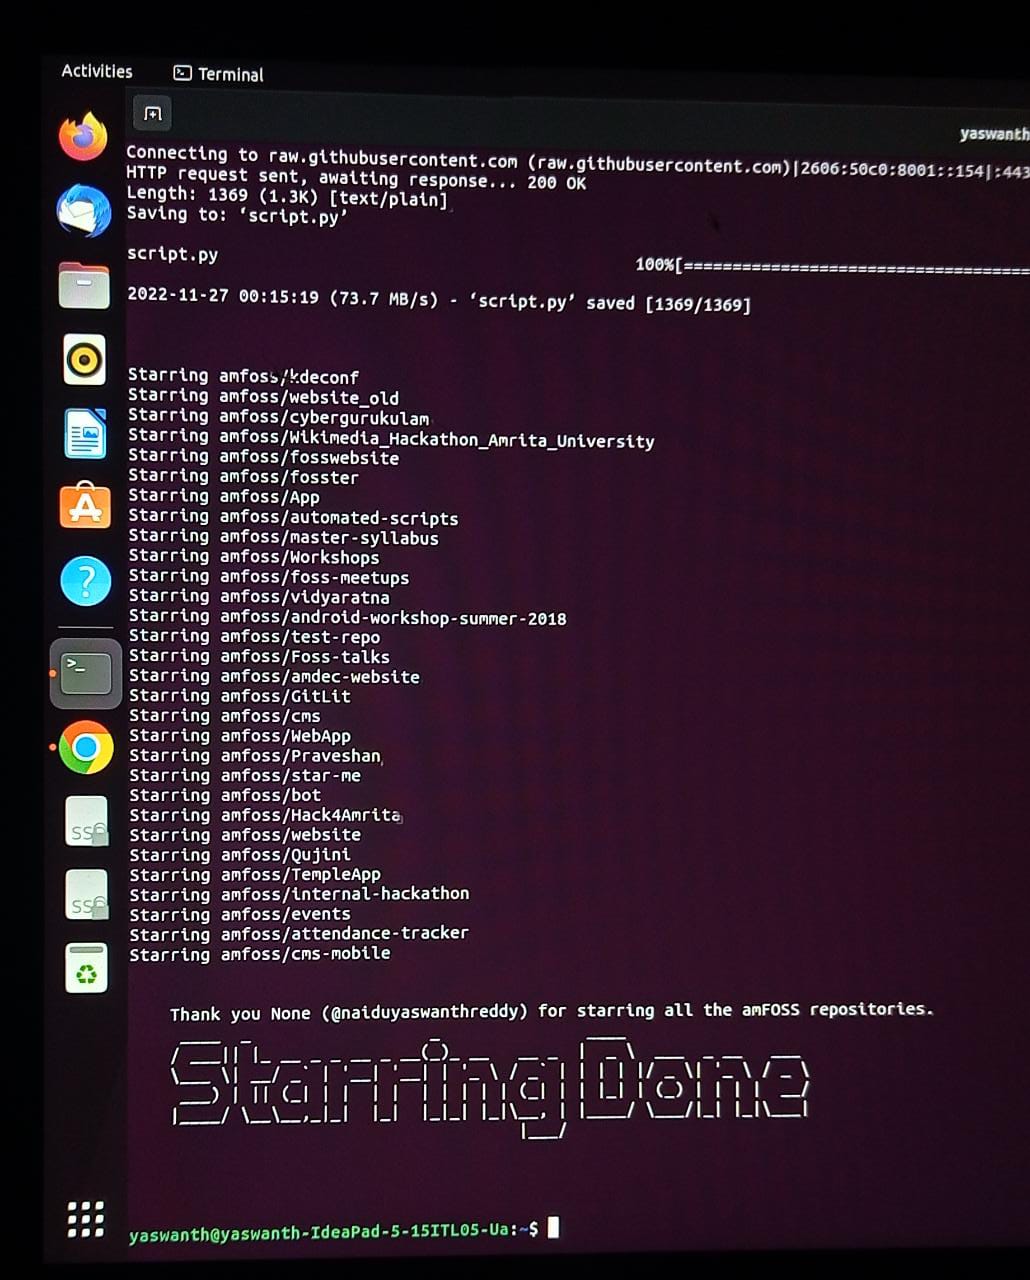 Activities
Terminal
yaswanth
Connecting to raw.githubusercontent.com (raw.githubusercontent.com)|2606:50c0:8001::154|:443
HTTP request sent, awaiting response... 200 OK
Length: 1369 (1.3K) [text/plain]
Saving to: ‘script.py’
script.py 100%[====================================
2022-11-27 00:15:19 (73.7 MB/s) - ‘script.py’ saved [1369/1369]
Starring amfoss/kdeconf
Starring amfoss/website_old
Starring amfoss/cybergurukulam
Starring amfoss/Wikimedia_Hackathon_Amrita_University
Starring amfoss/fosswebsite
Starring amfoss/fosster
Starring amfoss/App
Starring amfoss/automated-scripts
Starring amfoss/master-syllabus
Starring amfoss/Workshops
Starring amfoss/foss-meetups
Starring amfoss/vidyaratna
Starring amfoss/android-workshop-summer-2018
Starring amfoss/test-repo
Starring amfoss/Foss-talks
Starring amfoss/amdec-website
Starring amfoss/GitLit
Starring amfoss/cms
Starring amfoss/WebApp
Starring amfoss/Praveshan
Starring amfoss/star-me
Starring amfoss/bot
Starring amfoss/Hack4Amrita
Starring amfoss/website
Starring amfoss/Qujini
Starring amfoss/TempleApp
Starring amfoss/internal-hackathon
Starring amfoss/events
Starring amfoss/attendance-tracker
Starring amfoss/cms-mobile
Thank you None (@naiduyaswanthreddy) for starring all the amFOSS repositories.
Starring Done
yaswanth@yaswanth-IdeaPad-5-15ITL05-Ua:~$